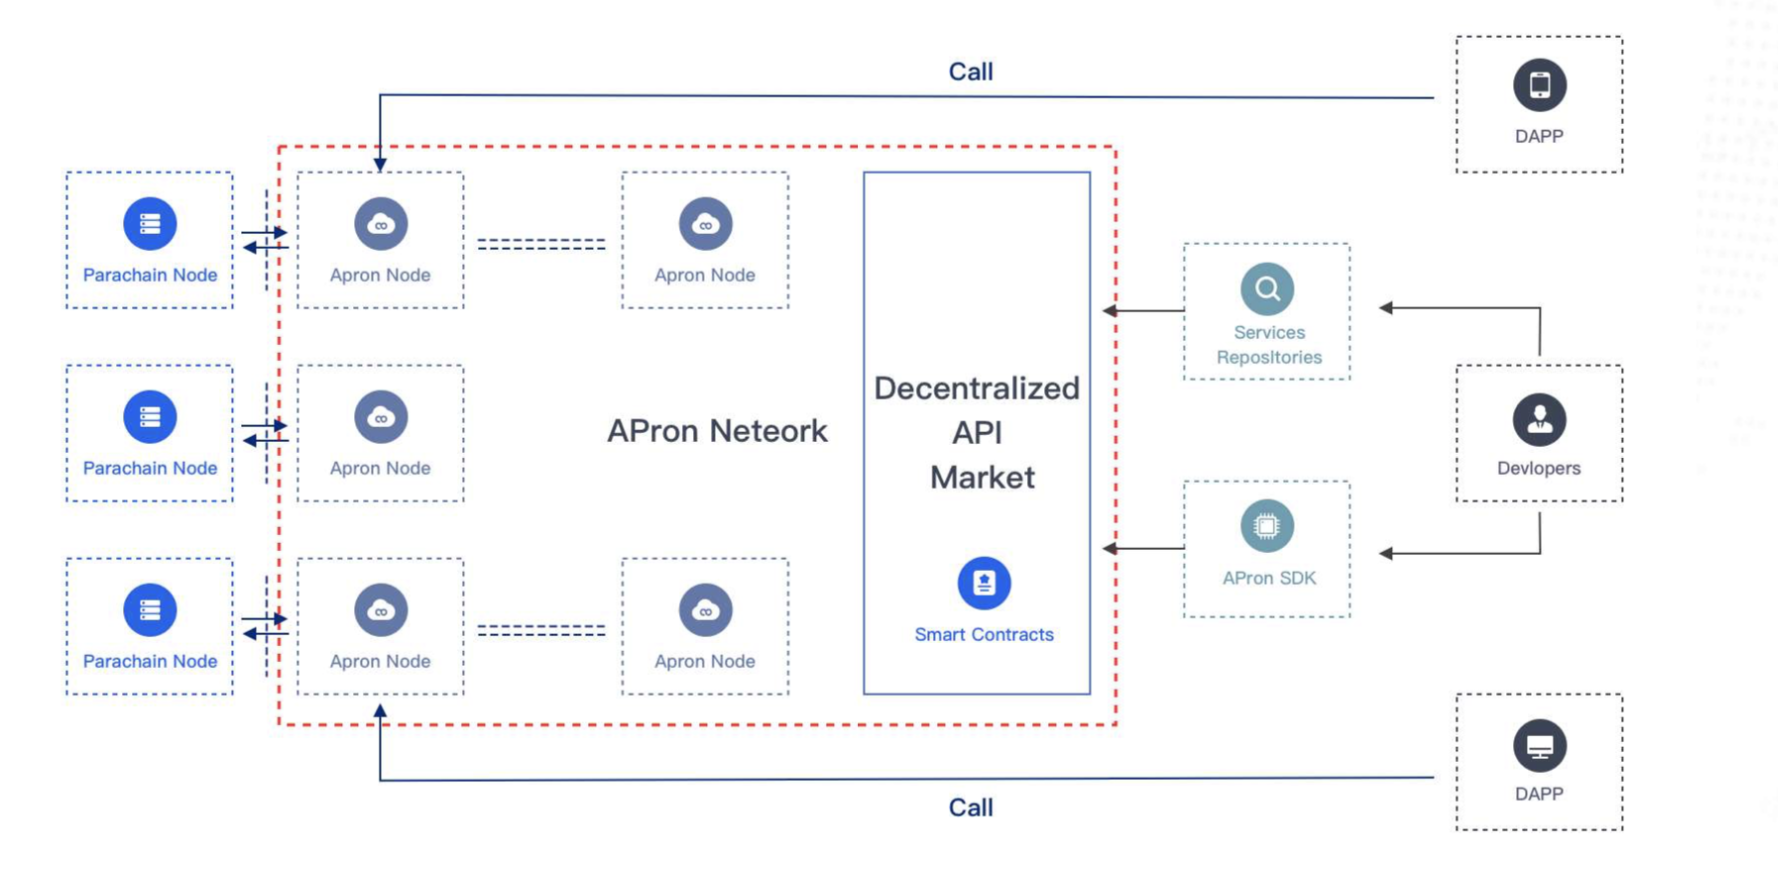 Call
DAPP
Parachain Node
Apron Node
Apron Node
Services
Reposltories
Decentralized
API
Market
APron Neteork
Parachain Node
Apron Node
Devlopers
APron SDK
Smart Contracts
Parachain Node
Apron Node
Apron Node
DAPP
Call